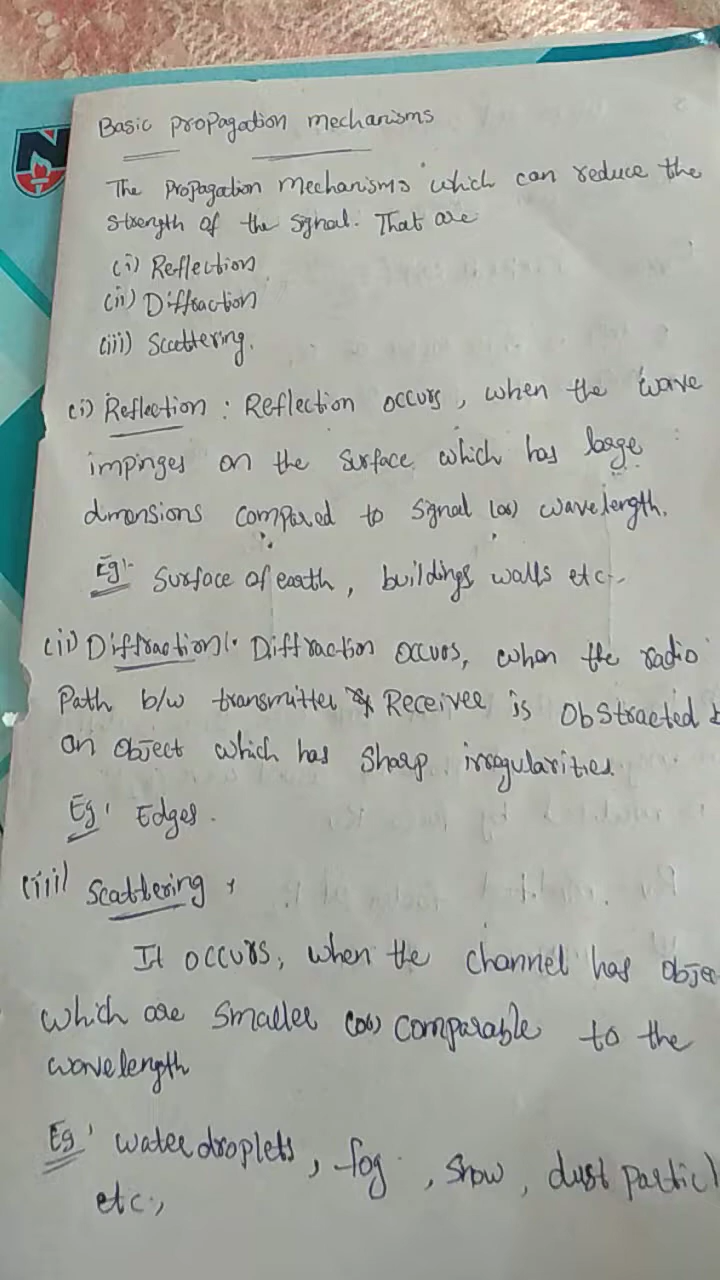 N
Basic propagation mechanisms
The Propagation Mechanisms which can reduce the
strength of the signal. That are
(i) Reflection
(ii) Diffraction
(iii) Scattering.
(i) Reflection : Reflection occurs, when the wave
impinges on the surface which has large
dmensions compared to signal (or) wavelength.
Eg:- Surface of earth, buildings walls etc.,
(ii) Diffraction:- Diffraction occurs, when the radio
Path b/w transmitter & Receiver is Obstracted b
an object which has sharp irregularities.
Eg: Edges.
(iii) Scattering :
It occurs, when the channel has Objec
which are smaller (or) comparable to the
wavelength
Eg: water droplets, fog, snow, dust particl
etc.,